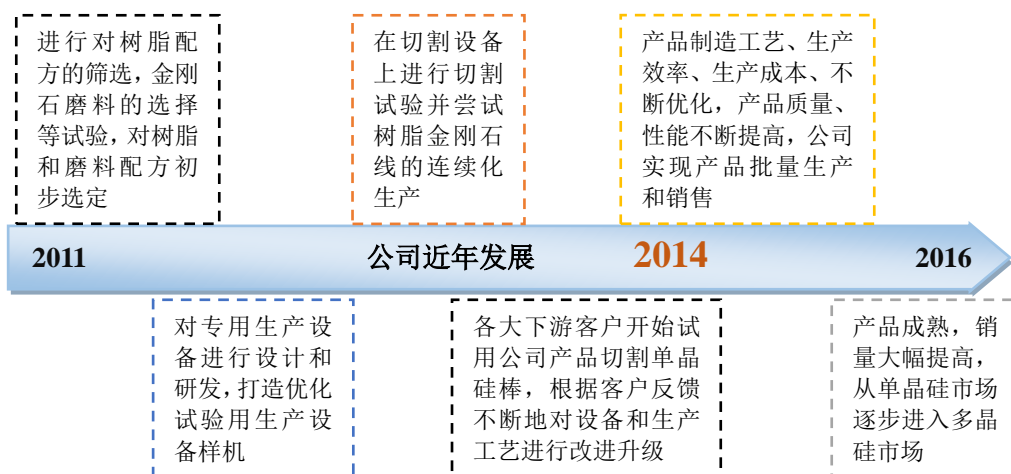 进行对树脂配
方的筛选，金刚
石磨料的选择
等试验，对树脂
和磨料配方初
步选定
在切割设备
上进行切割
试验并尝试
树脂金刚石
线的连续化
生产
产品制造工艺、生产
效率、生产成本、不
断优化，产品质量、
性能不断提高，公司
实现产品批量生产
和销售
2011 公司近年发展 2014 2016
对专用生产设
备进行设计和
研发，打造优化
试验用生产设
备样机
各大下游客户开始试
用公司产品切割单晶
硅棒，根据客户反馈
不断地对设备和生产
工艺进行改进升级
产品成熟，销
量大幅提高，
从单晶硅市场
逐步进入多晶
硅市场